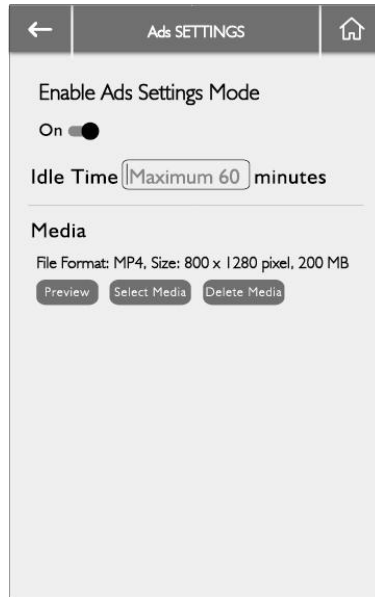 Ads SETTINGS
Enable Ads Settings Mode
On
Idle Time Maximum 60 minutes
Media
File Format: MP4, Size: 800 x 1280 pixel, 200 MB
Preview Select Media Delete Media